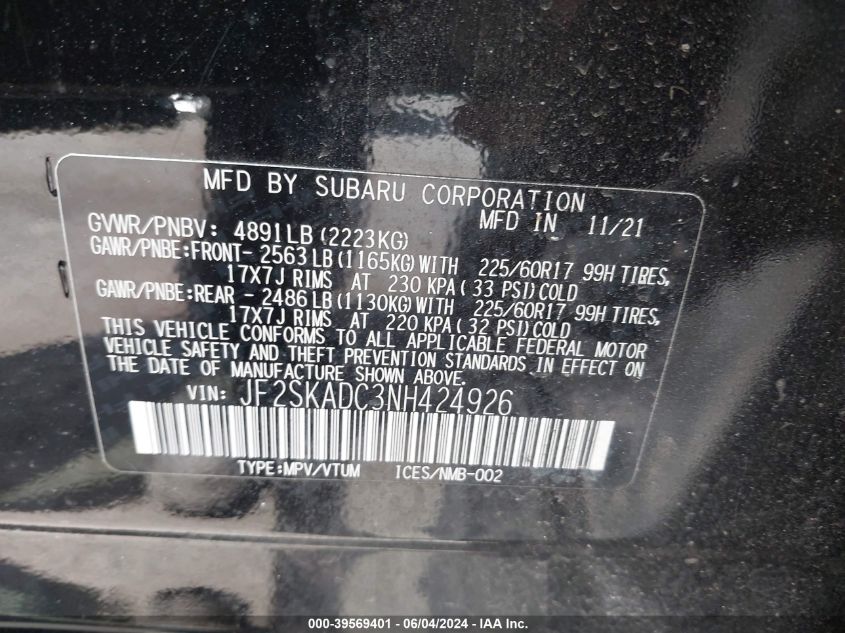 MFD BY SUBARU CORPORATION
MFD IN 11/21
GVWR/PNBV: 4891LB(2223KG)
GAWR/PNBE:FRONT- 2563LB(1165KG)WITH 225/60R17 99H TIRES,
17X7J RIMS AT 230 KPA( 33 PSI)COLD
GAWR/PNBE:REAR - 2486LB(1130KG)WITH 225/60R17 99H TIRES,
17X7J RIMS AT 220 KPA( 32 PSI)COLD
THIS VEHICLE CONFORMS TO ALL APPLICABLE FEDERAL MOTOR
VEHICLE SAFETY AND THEFT PREVENTION STANDARDS IN EFFECT ON
THE DATE OF MANUFACTURE SHOWN ABOVE.
VIN: JF2SKADC3NH424926
TYPE:MPV/VTUM ICES/NMB-002
000-39569401 - 06/04/2024 - IAA Inc.